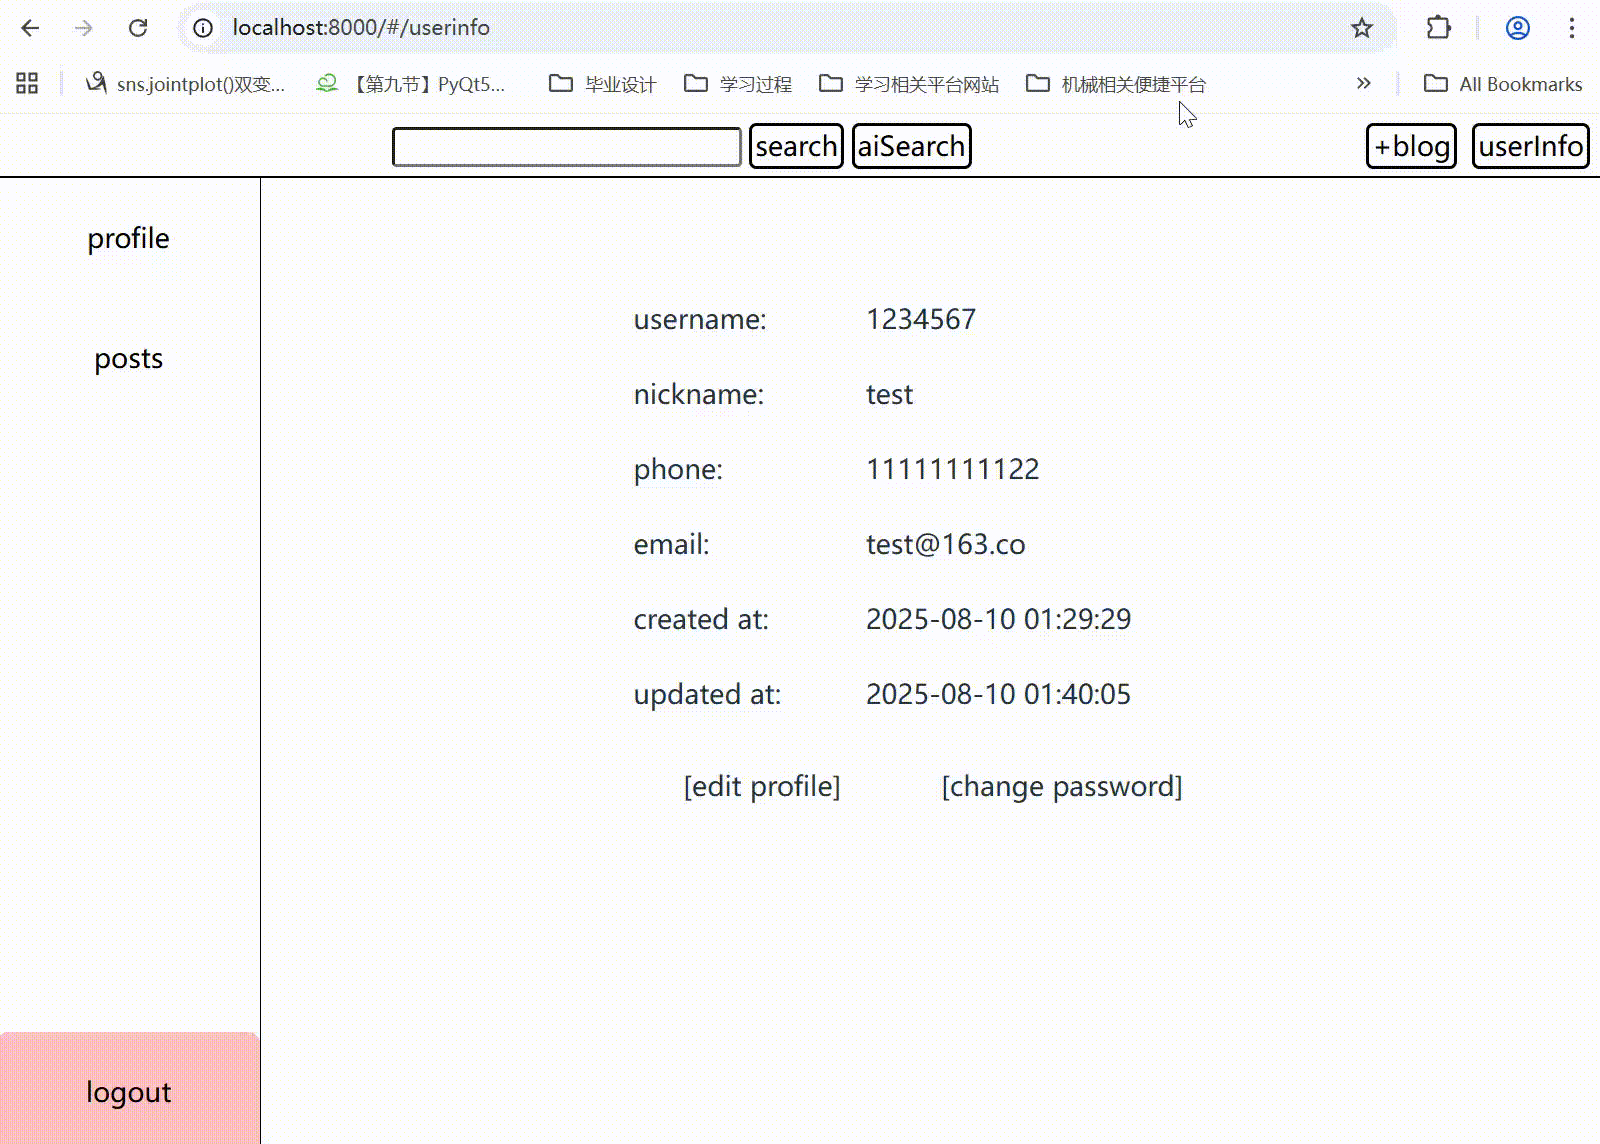 localhost:8000/#/userinfo
sns.jointplot()双变... 【第九节】PyQt5... 毕业设计 学习过程 学习相关平台网站 机械相关便捷平台 » All Bookmarks
search aiSearch +blog userInfo
profile
posts
username: 1234567
nickname: test
phone: 11111111122
email: test@163.co
created at: 2025-08-10 01:29:29
updated at: 2025-08-10 01:40:05
[edit profile] [change password]
logout